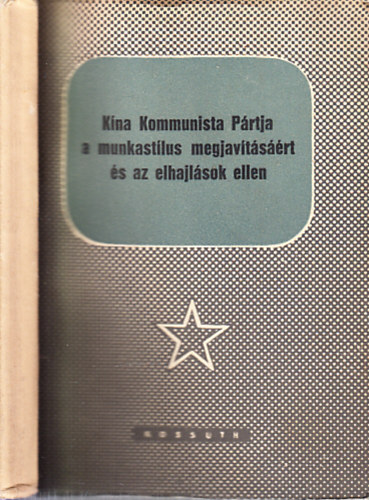 Kína Kommunista Pártja
a munkastílus megjavításáért
és az elhajlások ellen
KOSSUTH